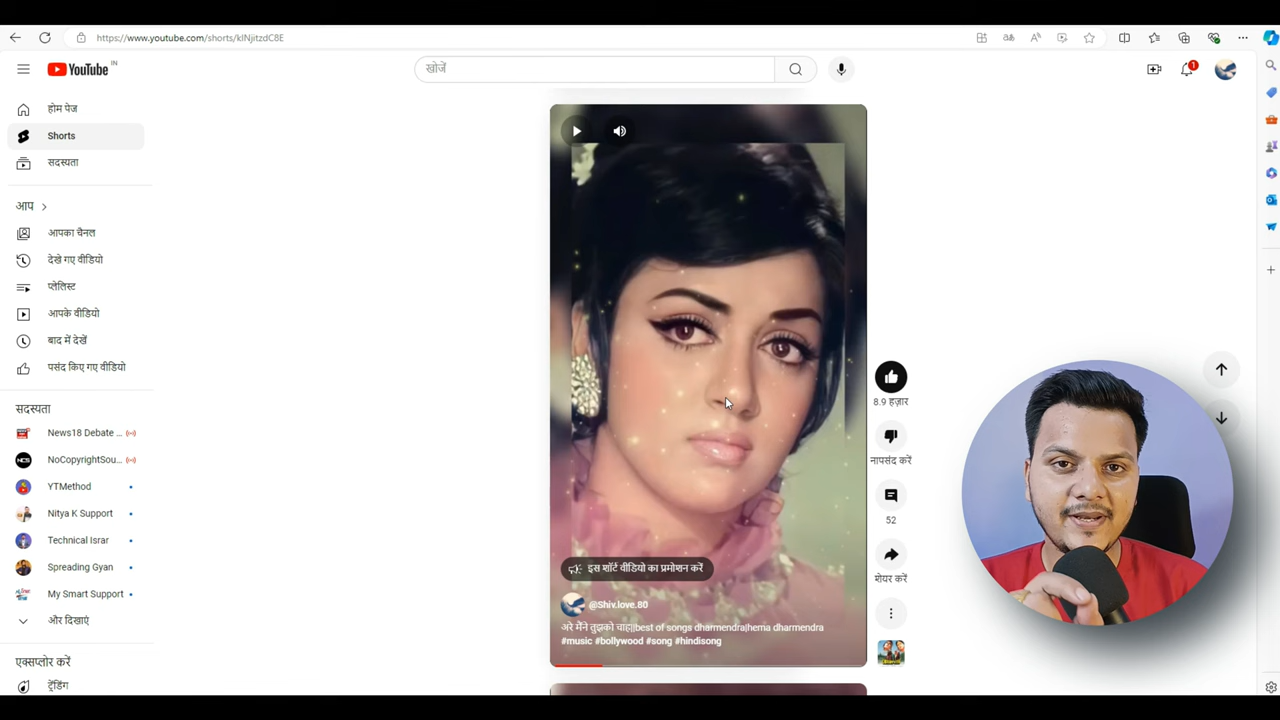 https://www.youtube.com/shorts/klNjitzdC8E
YouTube IN
खोजें
1
होम पेज
Shorts
सदस्यता
आप
आपका चैनल
देखे गए वीडियो
प्लेलिस्ट
आपके वीडियो
बाद में देखें
पसंद किए गए वीडियो
सदस्यता
News18 Debate ...
NoCopyrightSou...
YTMethod
Nitya K Support
Technical Israr
Spreading Gyan
My Smart Support
और दिखाएं
एक्सप्लोर करें
ट्रेंडिंग
इस शॉर्ट वीडियो का प्रमोशन करें
@Shiv.love.80
अरे मैंने तुझको चाहा||best of songs dharmendra|hema dharmendra
#music #bollywood #song #hindisong
8.9 हज़ार
नापसंद करें
52
शेयर करें